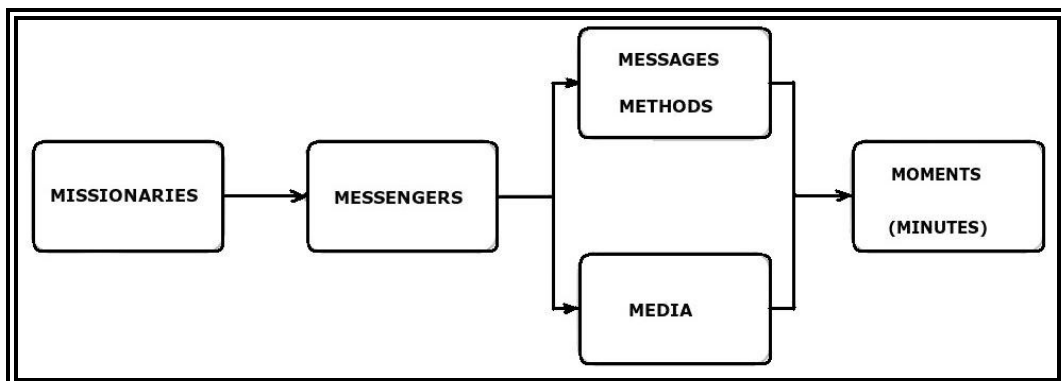 MISSIONARIES
MESSENGERS
MESSAGES
METHODS
MEDIA
MOMENTS
(MINUTES)